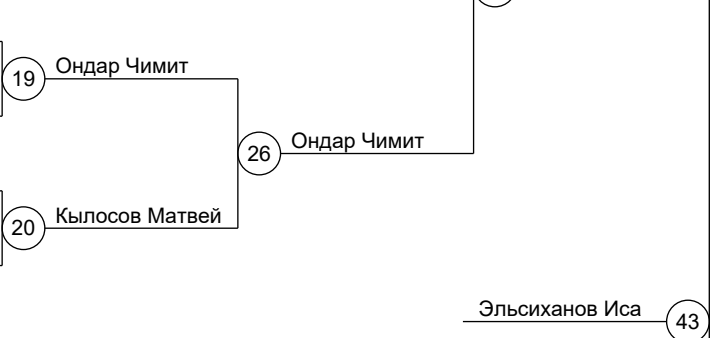 19 Ондар Чимит
26 Ондар Чимит
20 Кылосов Матвей
Эльсиханов Иса 43